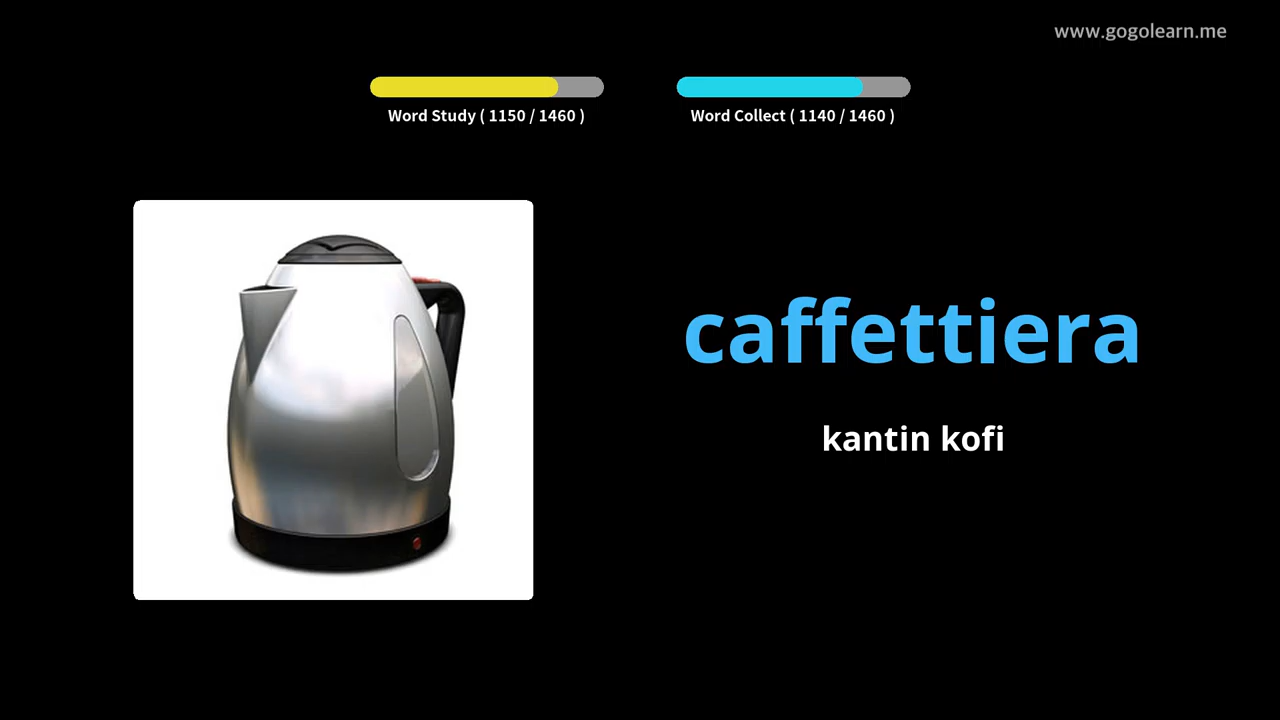 www.gogolearn.me
Word Study ( 1150 / 1460 )
Word Collect ( 1140 / 1460 )
caffettiera
kantin kofi